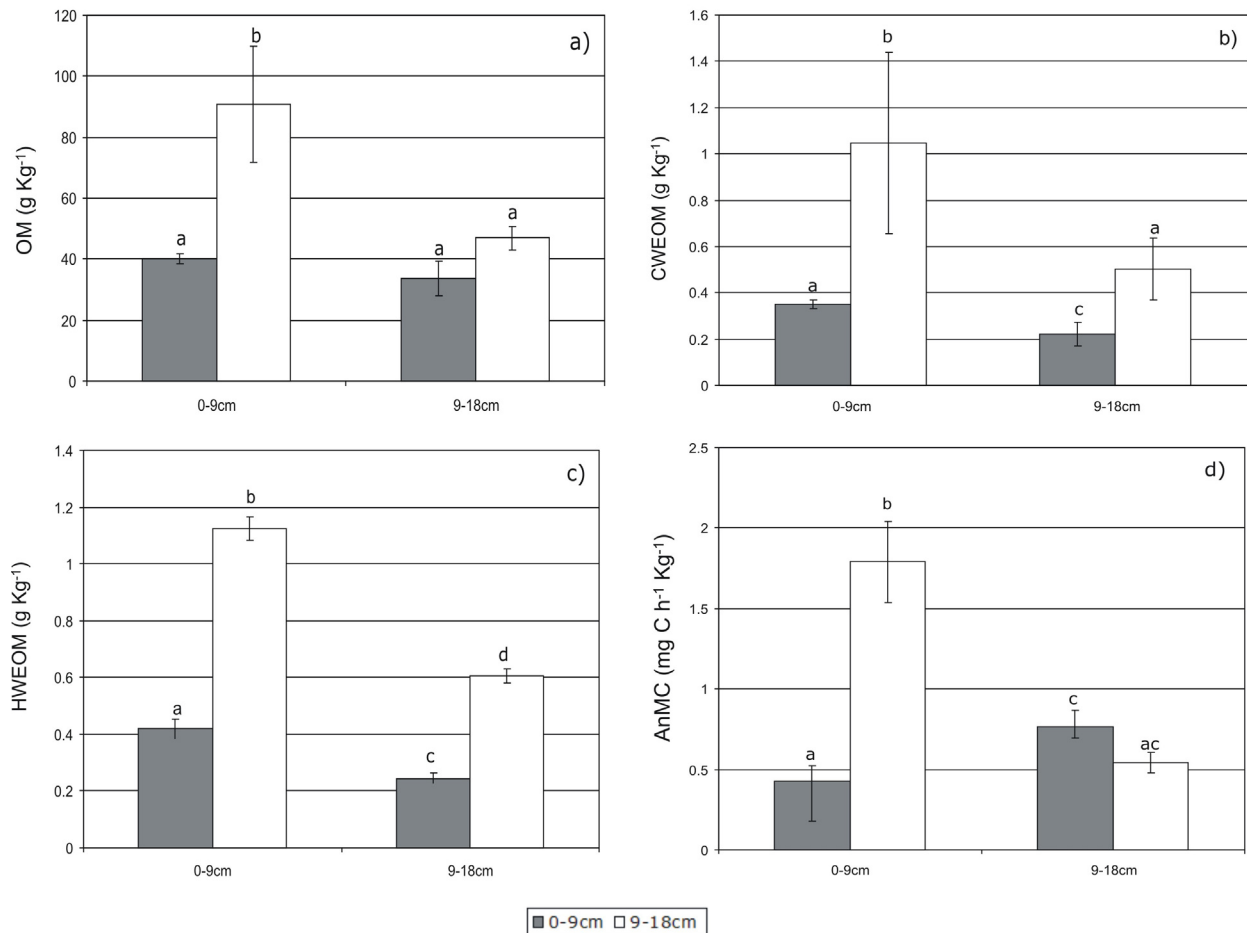 120
100
80
60
40
20
0
OM (g Kg⁻¹)
a)
a
b
a
a
0-9cm
9-18cm
1.6
1.4
1.2
1
0.8
0.6
0.4
0.2
0
CWEOM (g Kg⁻¹)
b)
a
b
c
a
0-9cm
9-18cm
1.4
1.2
1
0.8
0.6
0.4
0.2
0
HWEOM (g Kg⁻¹)
c)
a
b
c
d
0-9cm
9-18cm
2.5
2
1.5
1
0.5
0
AnMC (mg C h⁻¹ Kg⁻¹)
d)
a
b
c
ac
0-9cm
9-18cm
0-9cm 9-18cm